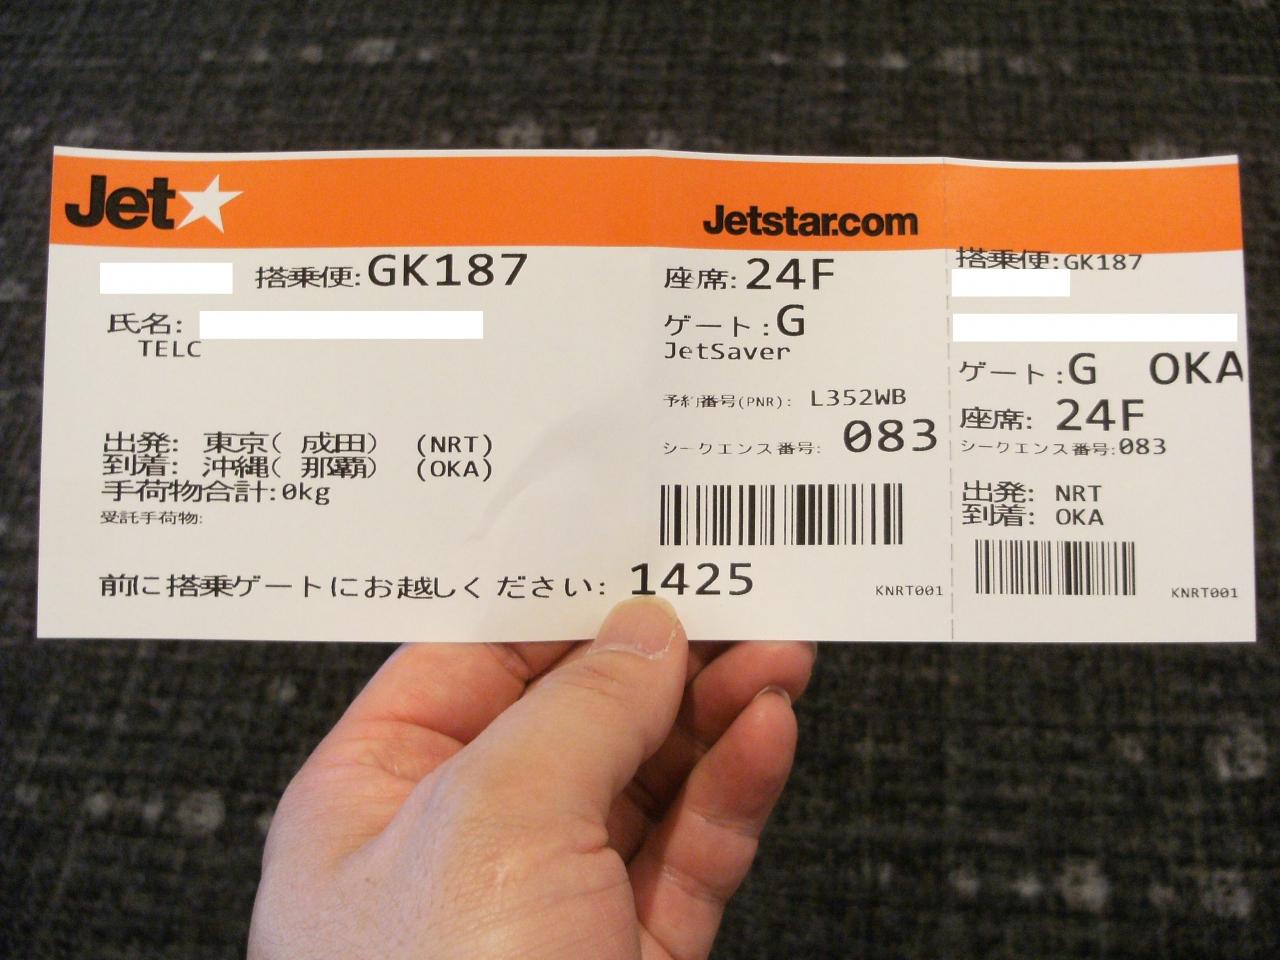 Jet
Jetstar.com
搭乗便:GK187
氏名:
TELC
出発: 東京( 成田) (NRT)
到着: 沖縄( 那覇) (OKA)
手荷物合計:0kg
受託手荷物:
前に搭乗ゲートにお越しください: 1425
座席:24F
ゲート:G
JetSaver
予約番号(PNR): L352WB
シークエンス番号: 083
KNRT001
搭乗便:GK187
ゲート:G OKA
座席: 24F
シークエンス番号:083
出発: NRT
到着: OKA
KNRT001